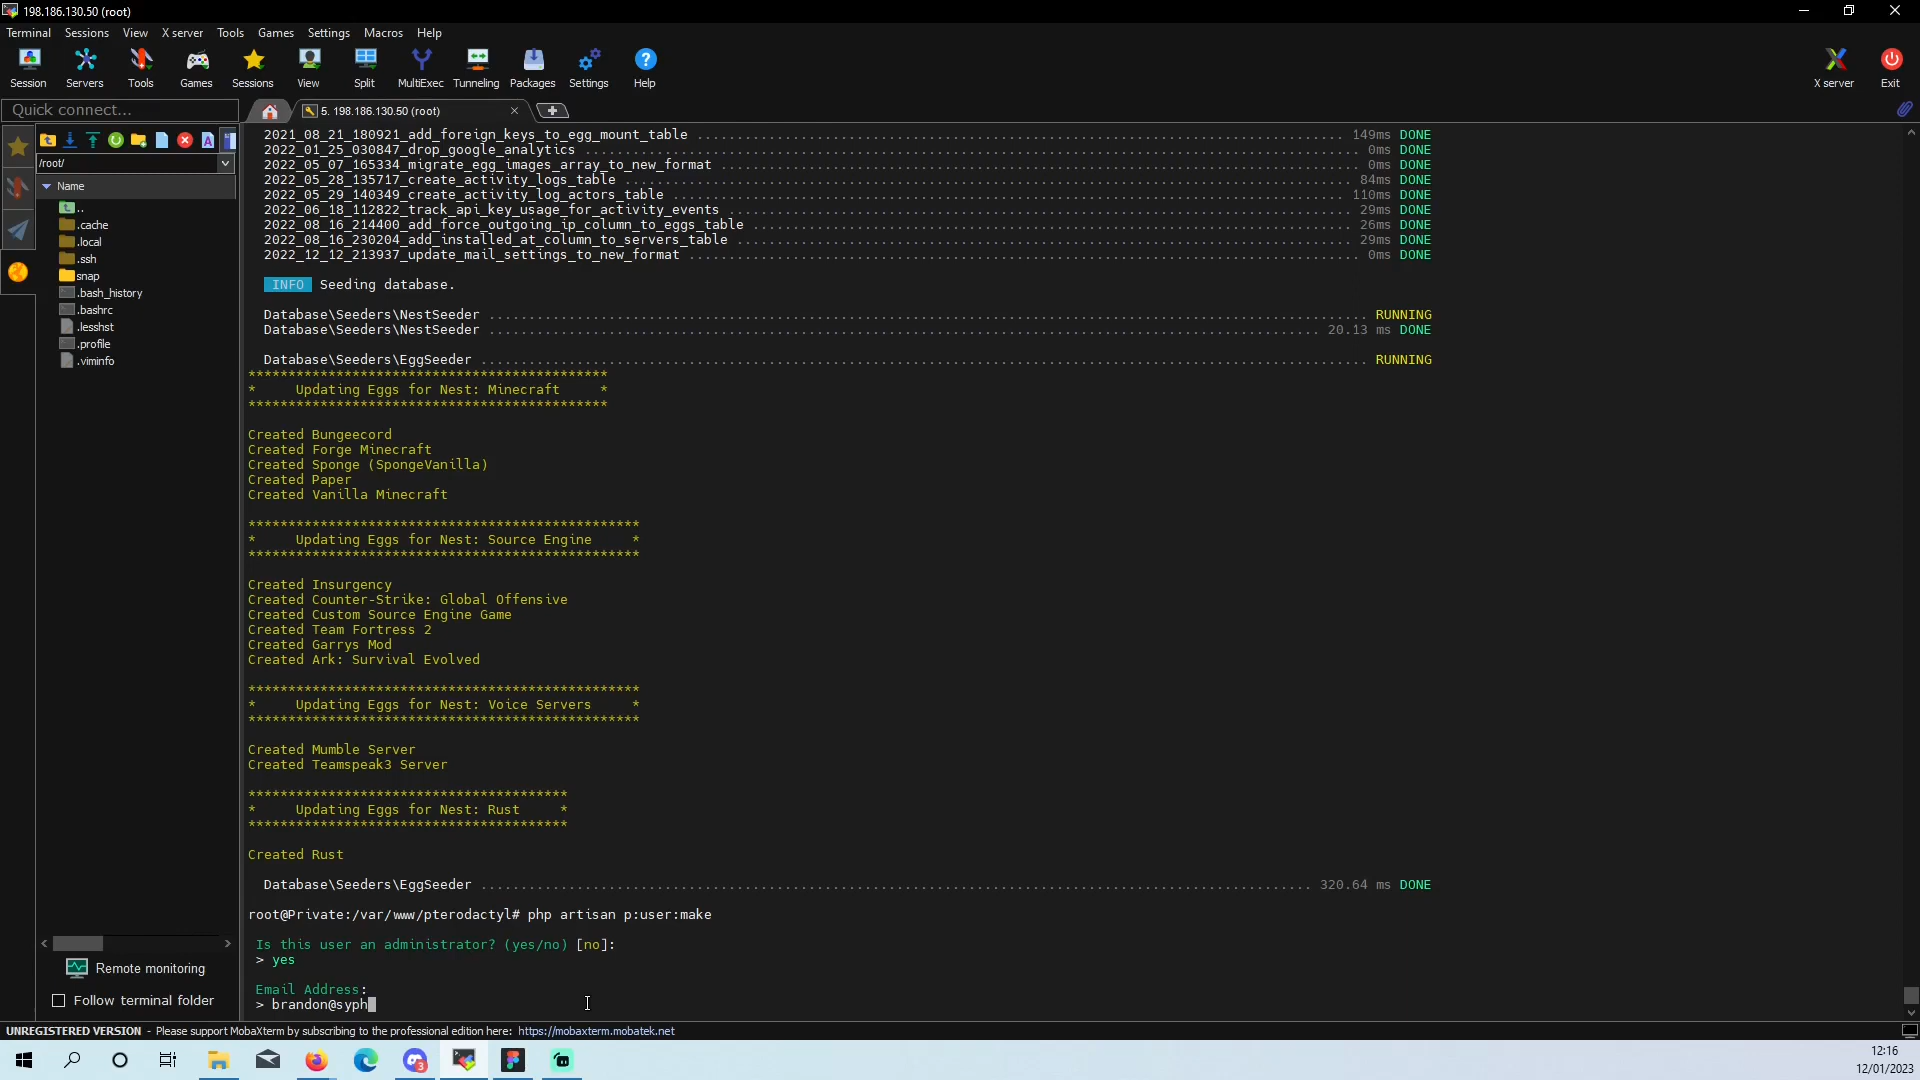 198.186.130.50 (root)
Terminal Sessions View X server Tools Games Settings Macros Help
Session Servers Tools Games Sessions View Split MultiExec Tunneling Packages Settings Help X server Exit
Quick connect...
5. 198.186.130.50 (root)
/root/
Name
..
.cache
.local
.ssh
snap
.bash_history
.bashrc
.lesshst
.profile
.viminfo
2021_08_21_180921_add_foreign_keys_to_egg_mount_table 149ms DONE
2022_01_25_030847_drop_google_analytics 0ms DONE
2022_05_07_165334_migrate_egg_images_array_to_new_format 0ms DONE
2022_05_28_135717_create_activity_logs_table 84ms DONE
2022_05_29_140349_create_activity_log_actors_table 110ms DONE
2022_06_18_112822_track_api_key_usage_for_activity_events 29ms DONE
2022_08_16_214400_add_force_outgoing_ip_column_to_eggs_table 26ms DONE
2022_08_16_230204_add_installed_at_column_to_servers_table 29ms DONE
2022_12_12_213937_update_mail_settings_to_new_format 0ms DONE
INFO Seeding database.
Database\Seeders\NestSeeder RUNNING
Database\Seeders\NestSeeder 20.13 ms DONE
Database\Seeders\EggSeeder RUNNING
*********************************************
* Updating Eggs for Nest: Minecraft *
*********************************************
Created Bungeecord
Created Forge Minecraft
Created Sponge (SpongeVanilla)
Created Paper
Created Vanilla Minecraft
*************************************************
* Updating Eggs for Nest: Source Engine *
*************************************************
Created Insurgency
Created Counter-Strike: Global Offensive
Created Custom Source Engine Game
Created Team Fortress 2
Created Garrys Mod
Created Ark: Survival Evolved
*************************************************
* Updating Eggs for Nest: Voice Servers *
*************************************************
Created Mumble Server
Created Teamspeak3 Server
****************************************
* Updating Eggs for Nest: Rust *
****************************************
Created Rust
Database\Seeders\EggSeeder 320.64 ms DONE
root@Private:/var/www/pterodactyl# php artisan p:user:make
Is this user an administrator? (yes/no) [no]:
> yes
Email Address:
> brandon@syph
Remote monitoring
Follow terminal folder
UNREGISTERED VERSION - Please support MobaXterm by subscribing to the professional edition here: https://mobaxterm.mobatek.net
3
12:16
12/01/2023